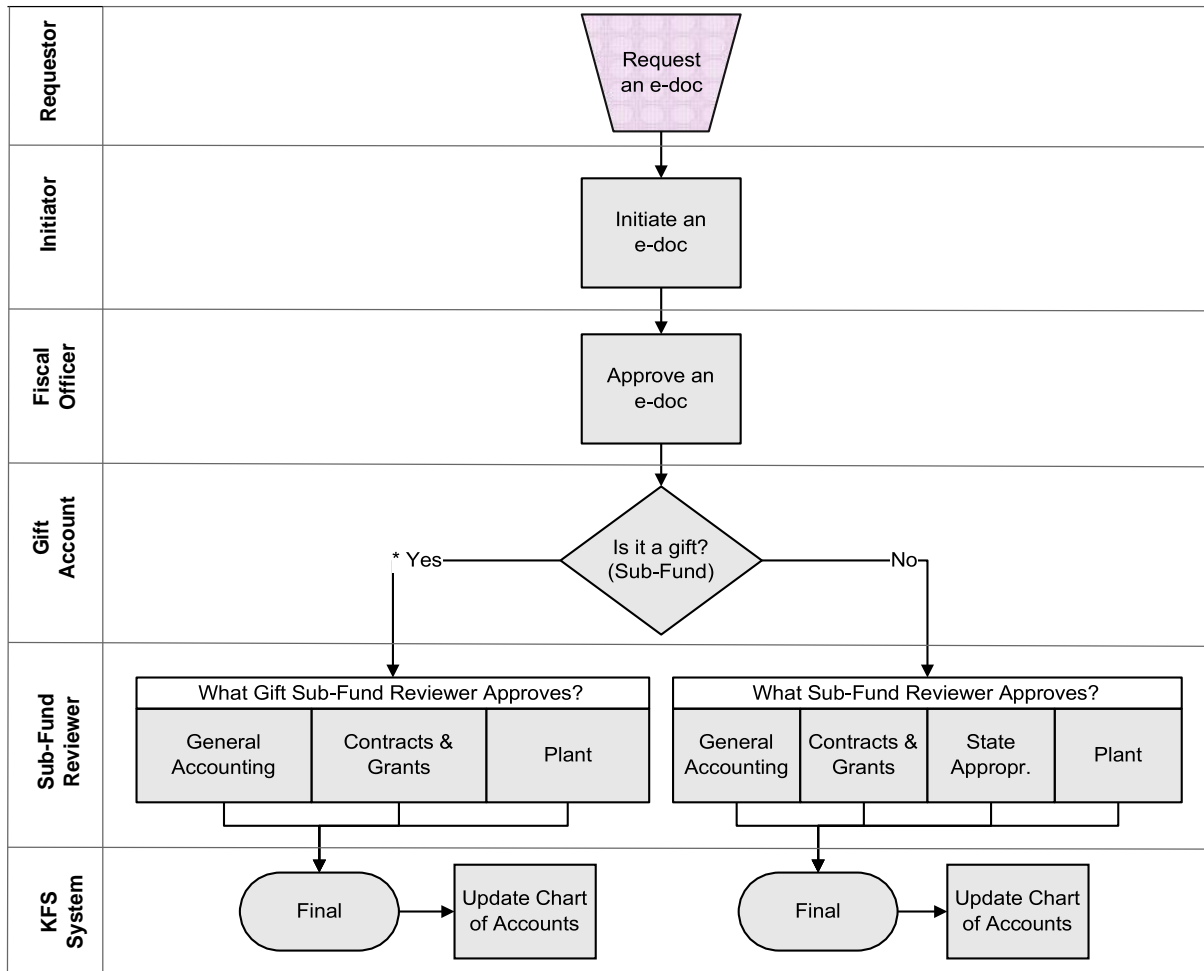 Requestor
Request
an e-doc
Initiator
Initiate an
e-doc
Fiscal
Officer
Approve an
e-doc
Gift
Account
Is it a gift?
(Sub-Fund)
* Yes
No
Sub-Fund
Reviewer
What Gift Sub-Fund Reviewer Approves?
General
Accounting
Contracts &
Grants
Plant
What Sub-Fund Reviewer Approves?
General
Accounting
Contracts &
Grants
State
Appropr.
Plant
KFS
System
Final
Update Chart
of Accounts
Final
Update Chart
of Accounts